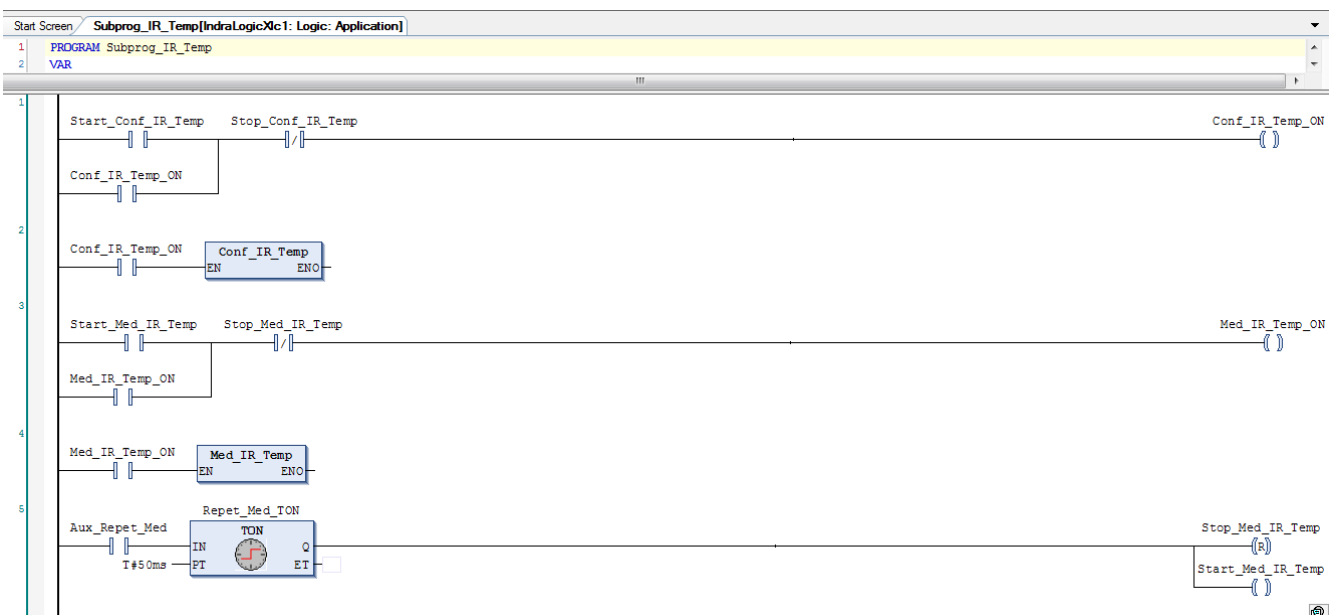 Start Screen Subprog_IR_Temp[IndraLogicXlc1: Logic: Application]
1 PROGRAM Subprog_IR_Temp
2 VAR
1
Start_Conf_IR_Temp Stop_Conf_IR_Temp Conf_IR_Temp_ON
Conf_IR_Temp_ON
2
Conf_IR_Temp_ON Conf_IR_Temp
EN ENO
3
Start_Med_IR_Temp Stop_Med_IR_Temp Med_IR_Temp_ON
Med_IR_Temp_ON
4
Med_IR_Temp_ON Med_IR_Temp
EN ENO
5
Repet_Med_TON
Aux_Repet_Med TON Stop_Med_IR_Temp
IN Q R
T#50ms PT ET Start_Med_IR_Temp